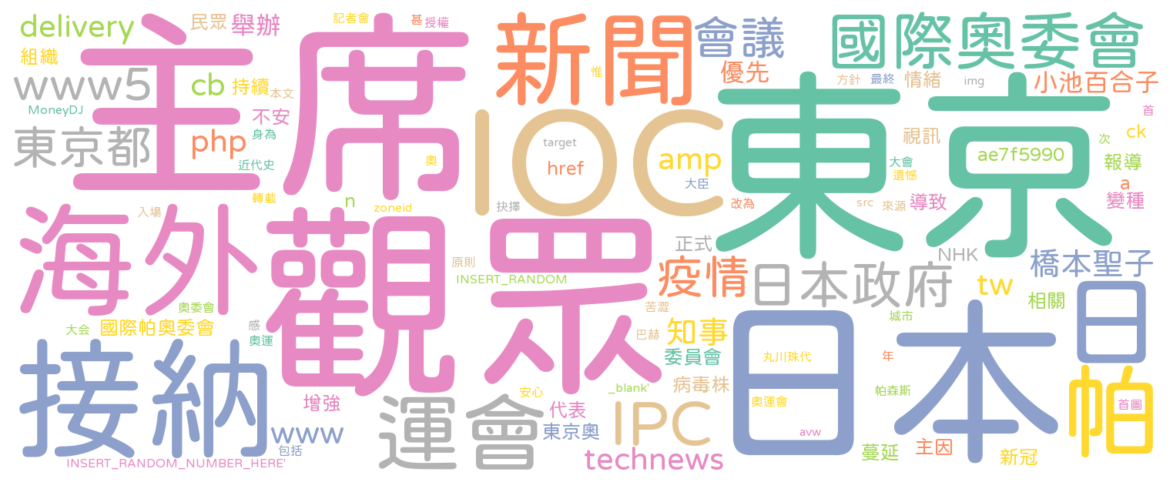 delivery
主席
民眾
舉辦
記者會
甚
授權
新聞
會議
國際奧委會
組織
www5
cb
持續
本文
惟
優先
方針
最終
情緒
img
小池百合子
MoneyDJ
東京都
php
不安
身為
近代史
奧
轉載
IOC
target
href
amp
大臣
東京
視訊
大會
遺憾
ae7f5990
首
ck
次
報導
a
變種
海外
入場
n
zoneid
抉擇
改為
src
來源
導致
觀眾
原則
INSERT_RANDOM
正式
疫情
日本政府
NHK
tw
橋本聖子
相關
奧委會
大会
國際帕奧委會
感
奧運
苦澀
巴赫
知事
委員會
城市
日本
日
丸川珠代
年
接納
增強
運會
安心
_blank'
病毒株
代表
東京奧
IPC
奧運會
帕森斯
帕
首圖
www
包括
INSERT_RANDOM_NUMBER_HERE'
technews
avw
蔓延
主因
新冠